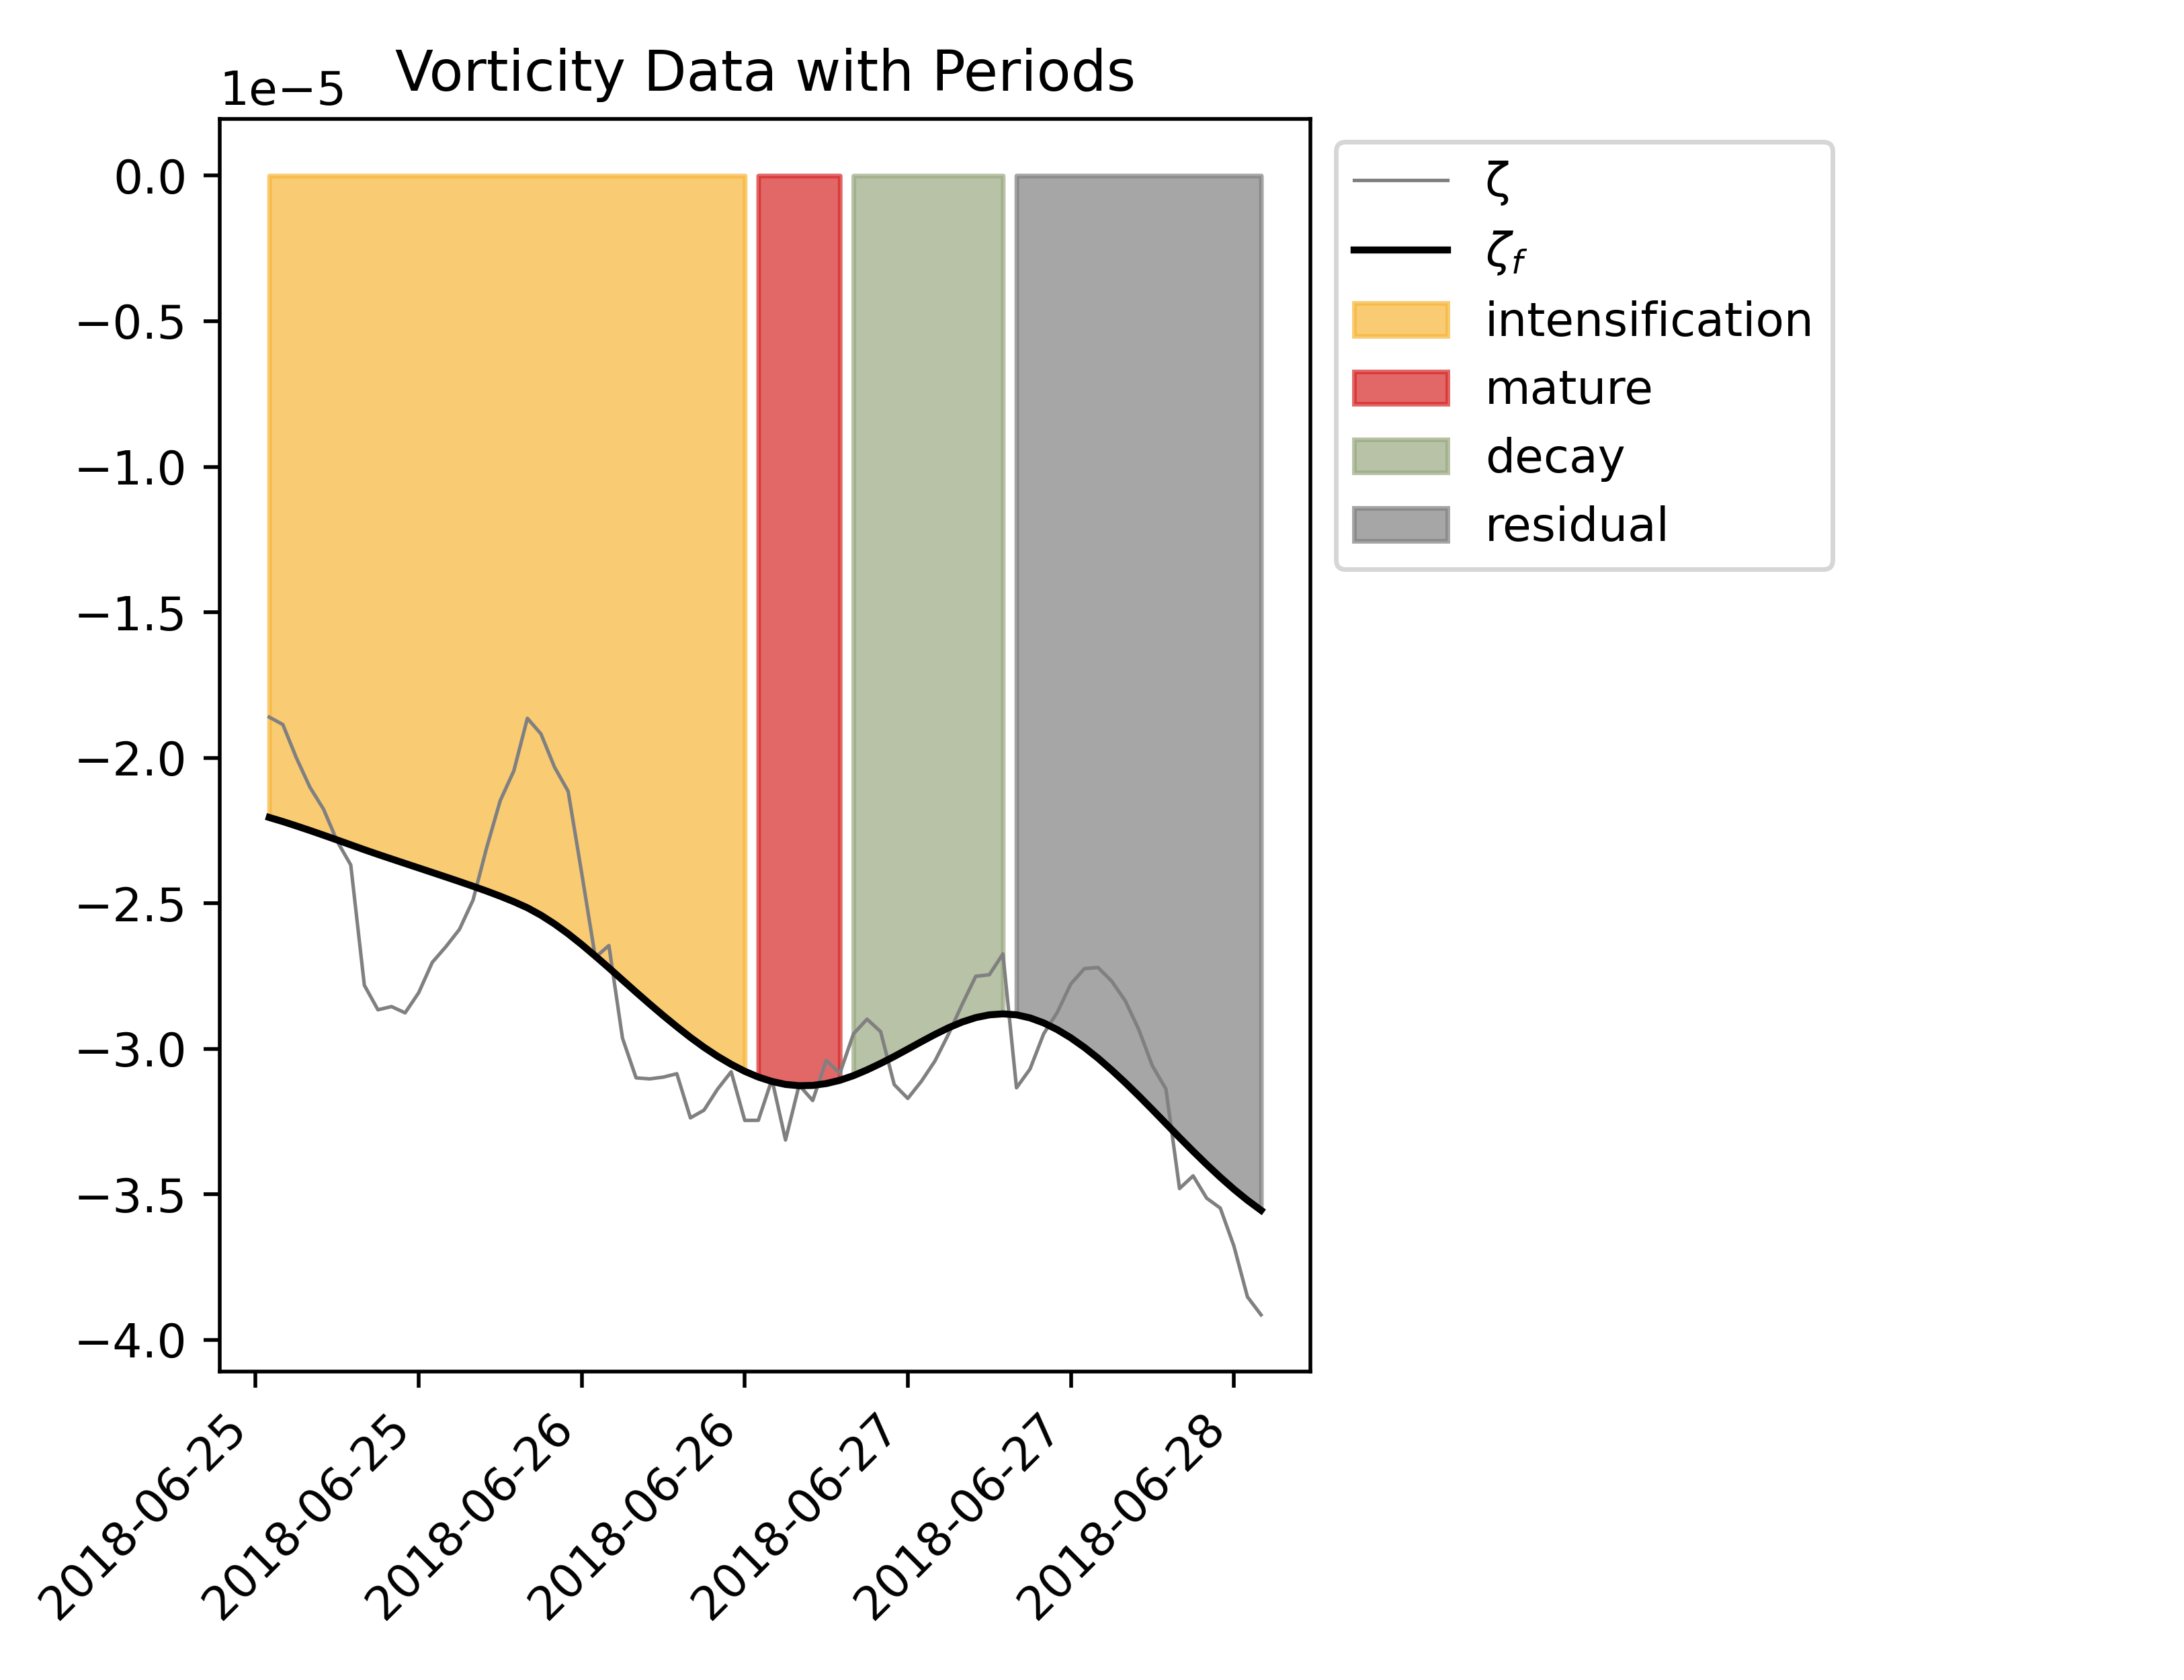 Vorticity Data with Periods
1e−5
0.0
−0.5
−1.0
−1.5
−2.0
−2.5
−3.0
−3.5
−4.0
2018-06-25
2018-06-25
2018-06-26
2018-06-26
2018-06-27
2018-06-27
2018-06-28
ζ
ζf
intensification
mature
decay
residual